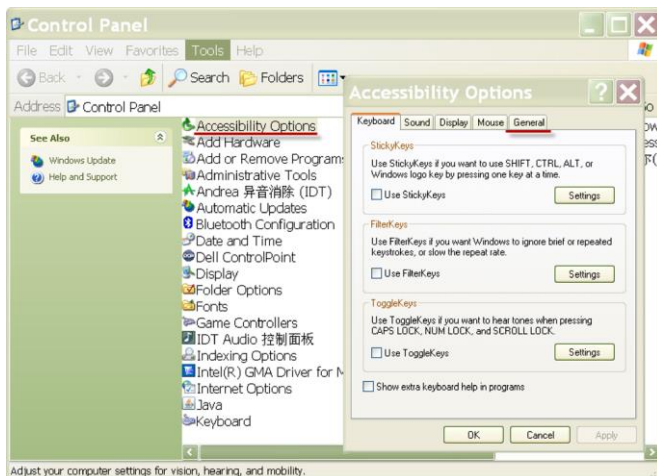 Control Panel
File Edit View Favorites Tools Help
Back Search Folders
Address Control Panel
See Also
Windows Update
Help and Support
Accessibility Options
Add Hardware
Add or Remove Programs
Administrative Tools
Andrea 异音消除 (IDT)
Automatic Updates
Bluetooth Configuration
Date and Time
Dell ControlPoint
Display
Folder Options
Fonts
Game Controllers
IDT Audio 控制面板
Indexing Options
Intel(R) GMA Driver for M
Internet Options
Java
Keyboard
Accessibility Options
Keyboard Sound Display Mouse General
StickyKeys
Use StickyKeys if you want to use SHIFT, CTRL, ALT, or
Windows logo key by pressing one key at a time.
Use StickyKeys Settings
FilterKeys
Use FilterKeys if you want Windows to ignore brief or repeated
keystrokes, or slow the repeat rate.
Use FilterKeys Settings
ToggleKeys
Use ToggleKeys if you want to hear tones when pressing
CAPS LOCK, NUM LOCK, and SCROLL LOCK.
Use ToggleKeys Settings
Show extra keyboard help in programs
OK Cancel Apply
Adjust your computer settings for vision, hearing, and mobility.